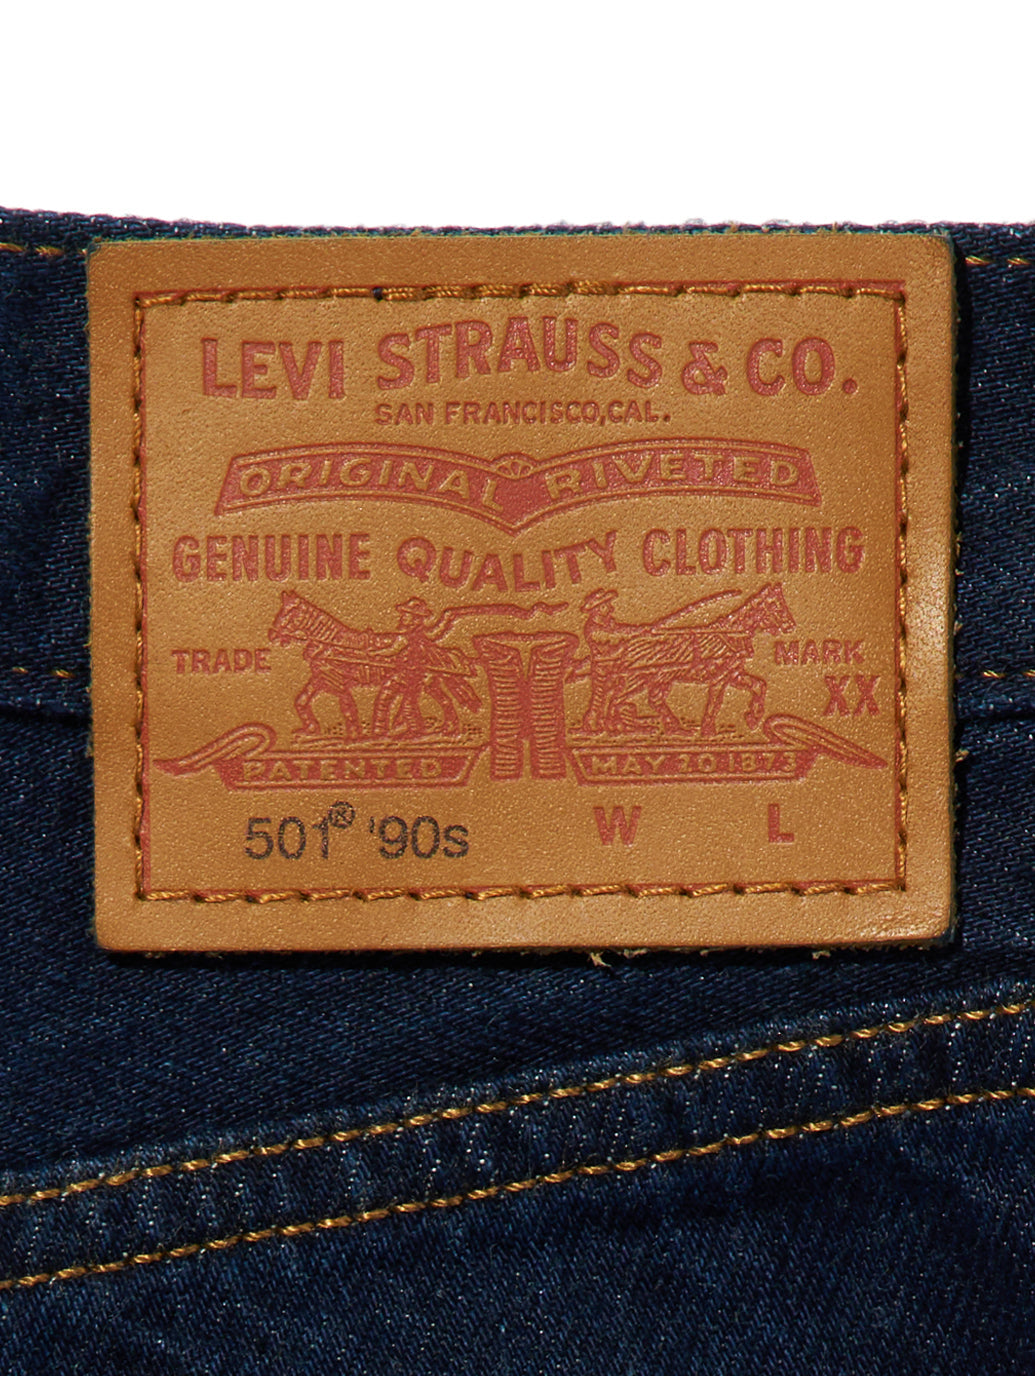 LEVI STRAUSS & CO.
SAN FRANCISCO, CAL.
ORIGINAL RIVETED
GENUINE QUALITY CLOTHING
TRADE MARK
XX
PATENTED MAY 20 1873
501® '90s W L